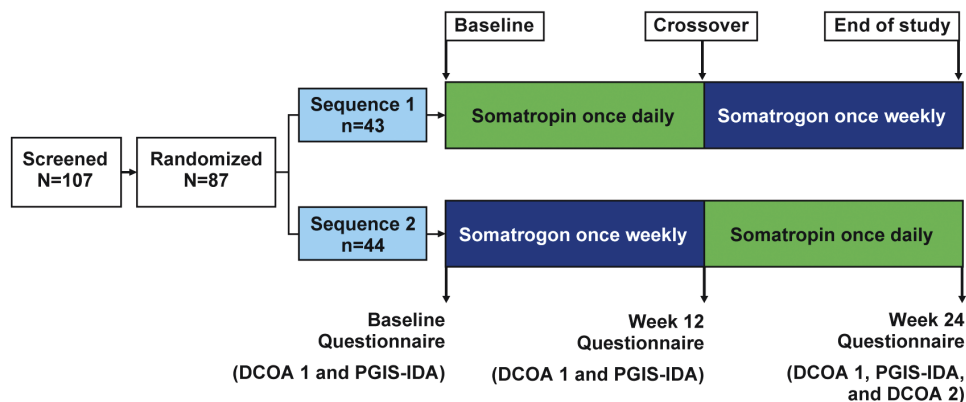 Baseline
Crossover
End of study
Screened
N=107
Randomized
N=87
Sequence 1
n=43
Somatropin once daily
Somatrogon once weekly
Sequence 2
n=44
Somatrogon once weekly
Somatropin once daily
Baseline
Questionnaire
(DCOA 1 and PGIS-IDA)
Week 12
Questionnaire
(DCOA 1 and PGIS-IDA)
Week 24
Questionnaire
(DCOA 1, PGIS-IDA,
and DCOA 2)